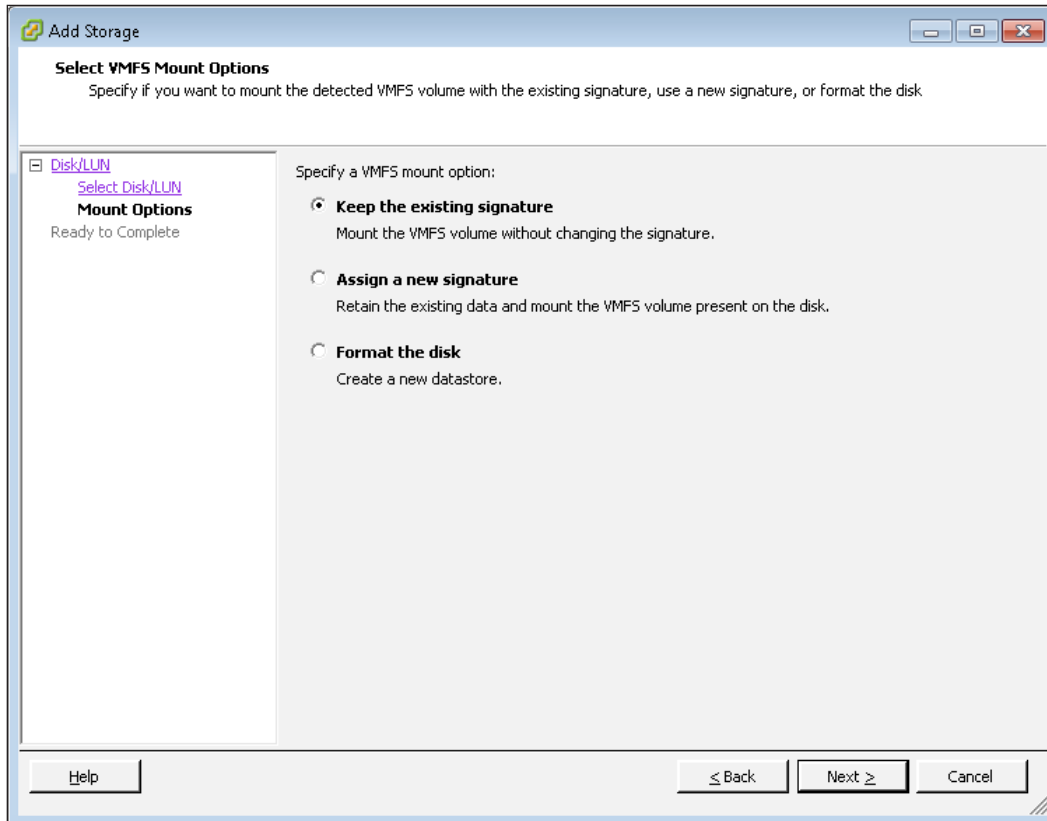 Add Storage
Select VMFS Mount Options
Specify if you want to mount the detected VMFS volume with the existing signature, use a new signature, or format the disk
Disk/LUN
Select Disk/LUN
Mount Options
Ready to Complete
Specify a VMFS mount option:
Keep the existing signature
Mount the VMFS volume without changing the signature.
Assign a new signature
Retain the existing data and mount the VMFS volume present on the disk.
Format the disk
Create a new datastore.
Help
< Back
Next >
Cancel